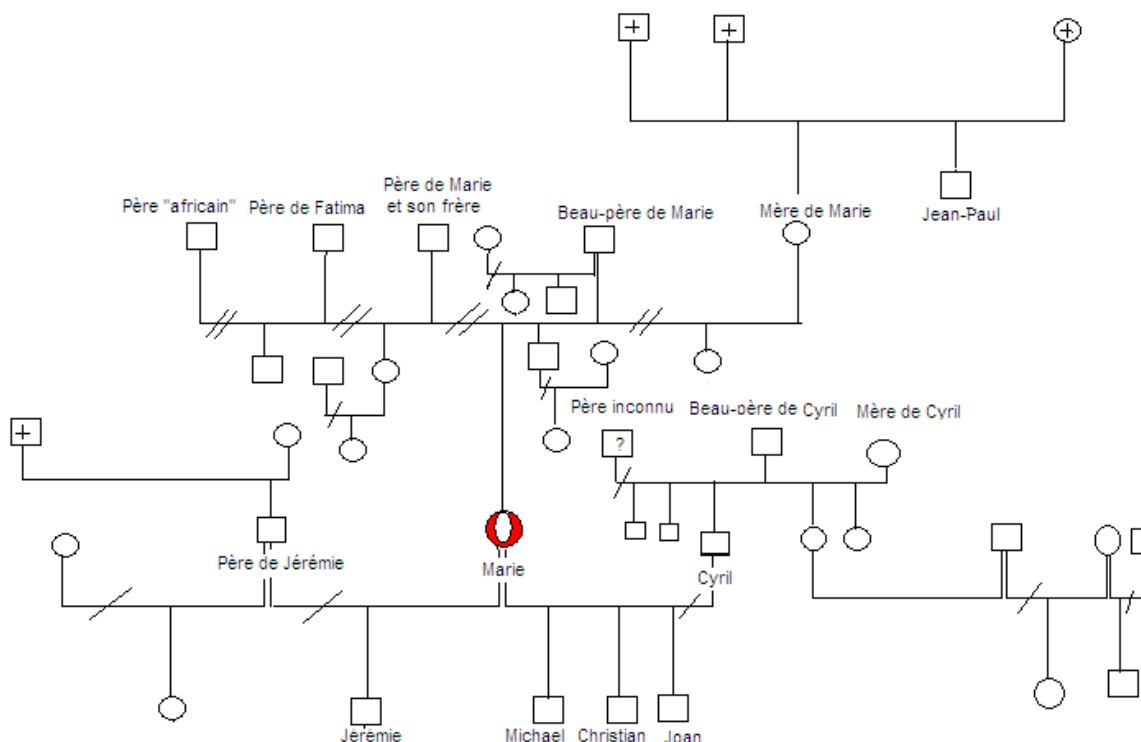 Père "africain"
Père de Fatima
Père de Marie
et son frère
Beau-père de Marie
Mère de Marie
Jean-Paul
Père inconnu
Beau-père de Cyril
Mère de Cyril
?
Père de Jérémie
Marie
Cyril
Jérémie
Michael
Christian
Joan